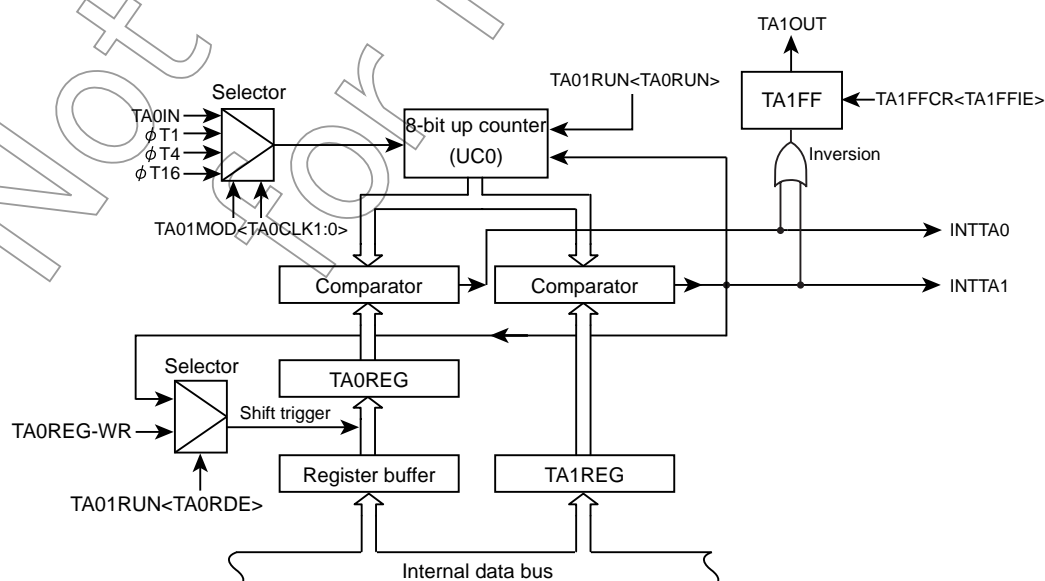 Not
for
TA1OUT
TA01RUN<TA0RUN>
Selector
TA0IN
φT1
φT4
φT16
8-bit up counter
(UC0)
TA1FF
TA1FFCR<TA1FFIE>
Inversion
TA01MOD<TA0CLK1:0>
INTTA0
Comparator
Comparator
INTTA1
Selector
TA0REG
Shift trigger
TA0REG-WR
Register buffer
TA1REG
TA01RUN<TA0RDE>
Internal data bus